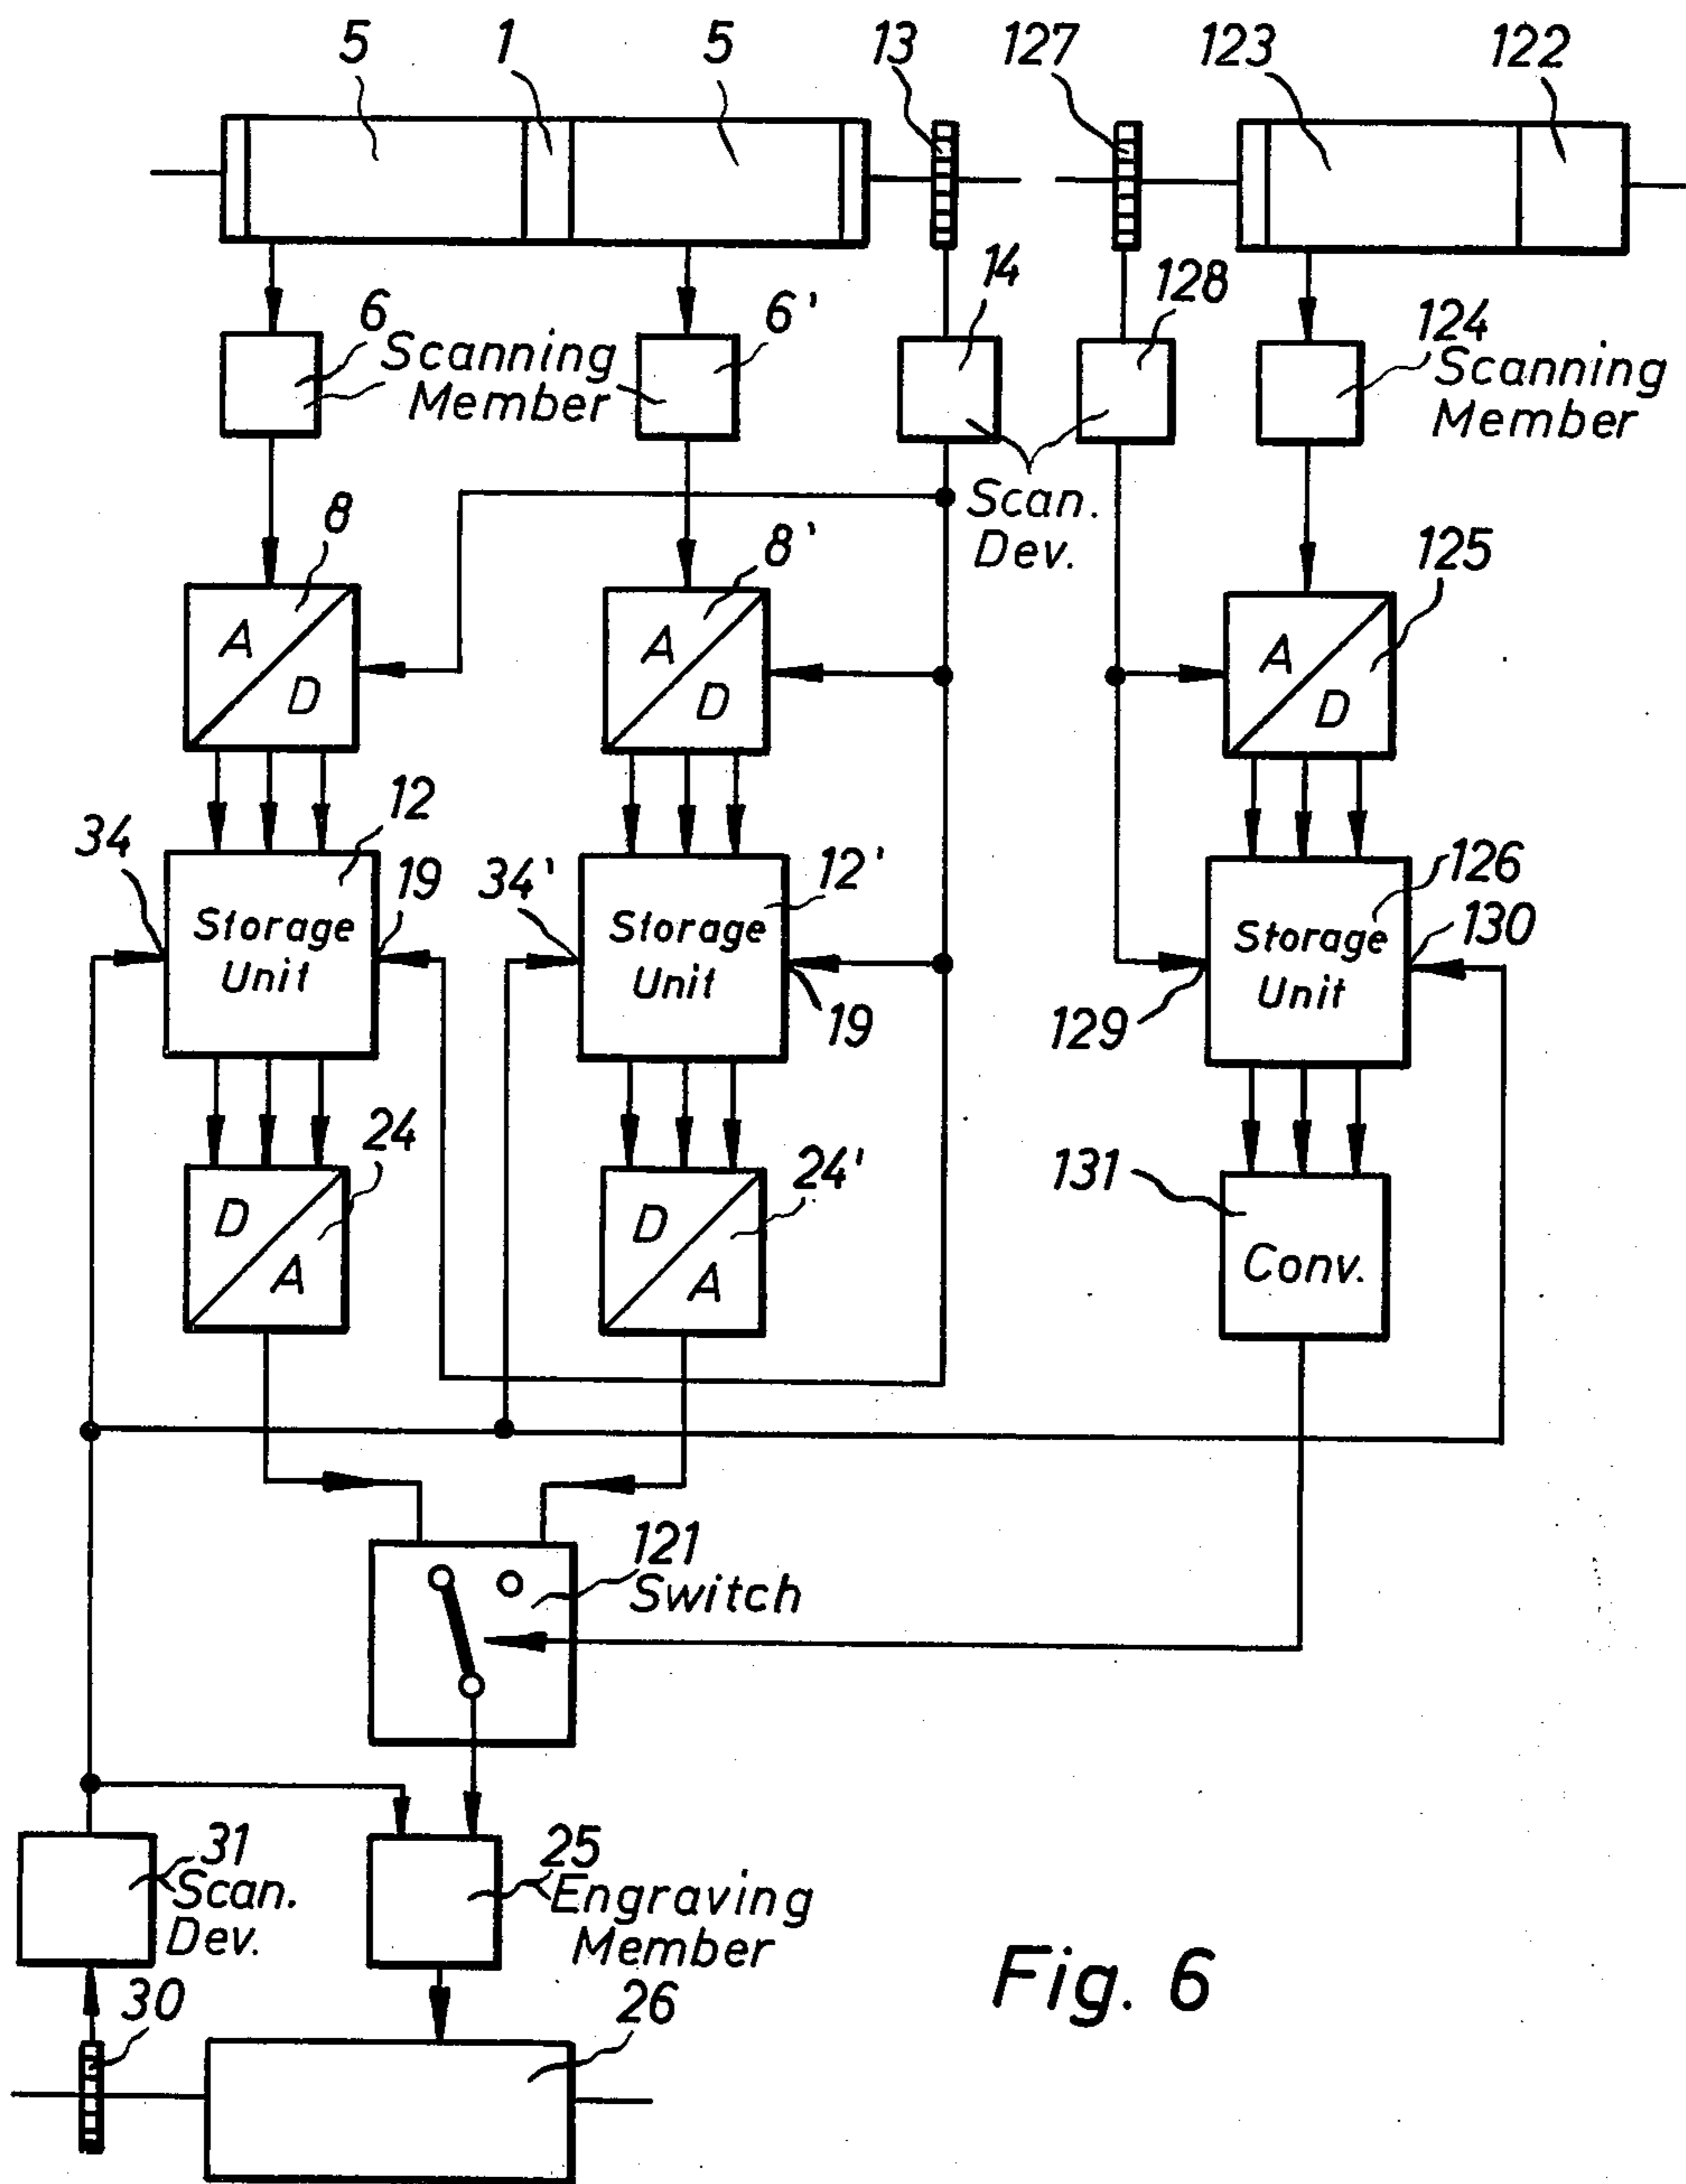 5 1 5 13 127 123 122
6 6' 14 128 124
Scanning
Member
Scanning
Member
Scan.
Dev.
8 8' 125
A
D
A
D
A
D
12 12' 126
34 19 34' 19 129 130
Storage
Unit
Storage
Unit
Storage
Unit
24 24' 131
D
A
D
A
Conv.
121
Switch
31
Scan.
Dev.
25
Engraving
Member
30 26
Fig. 6